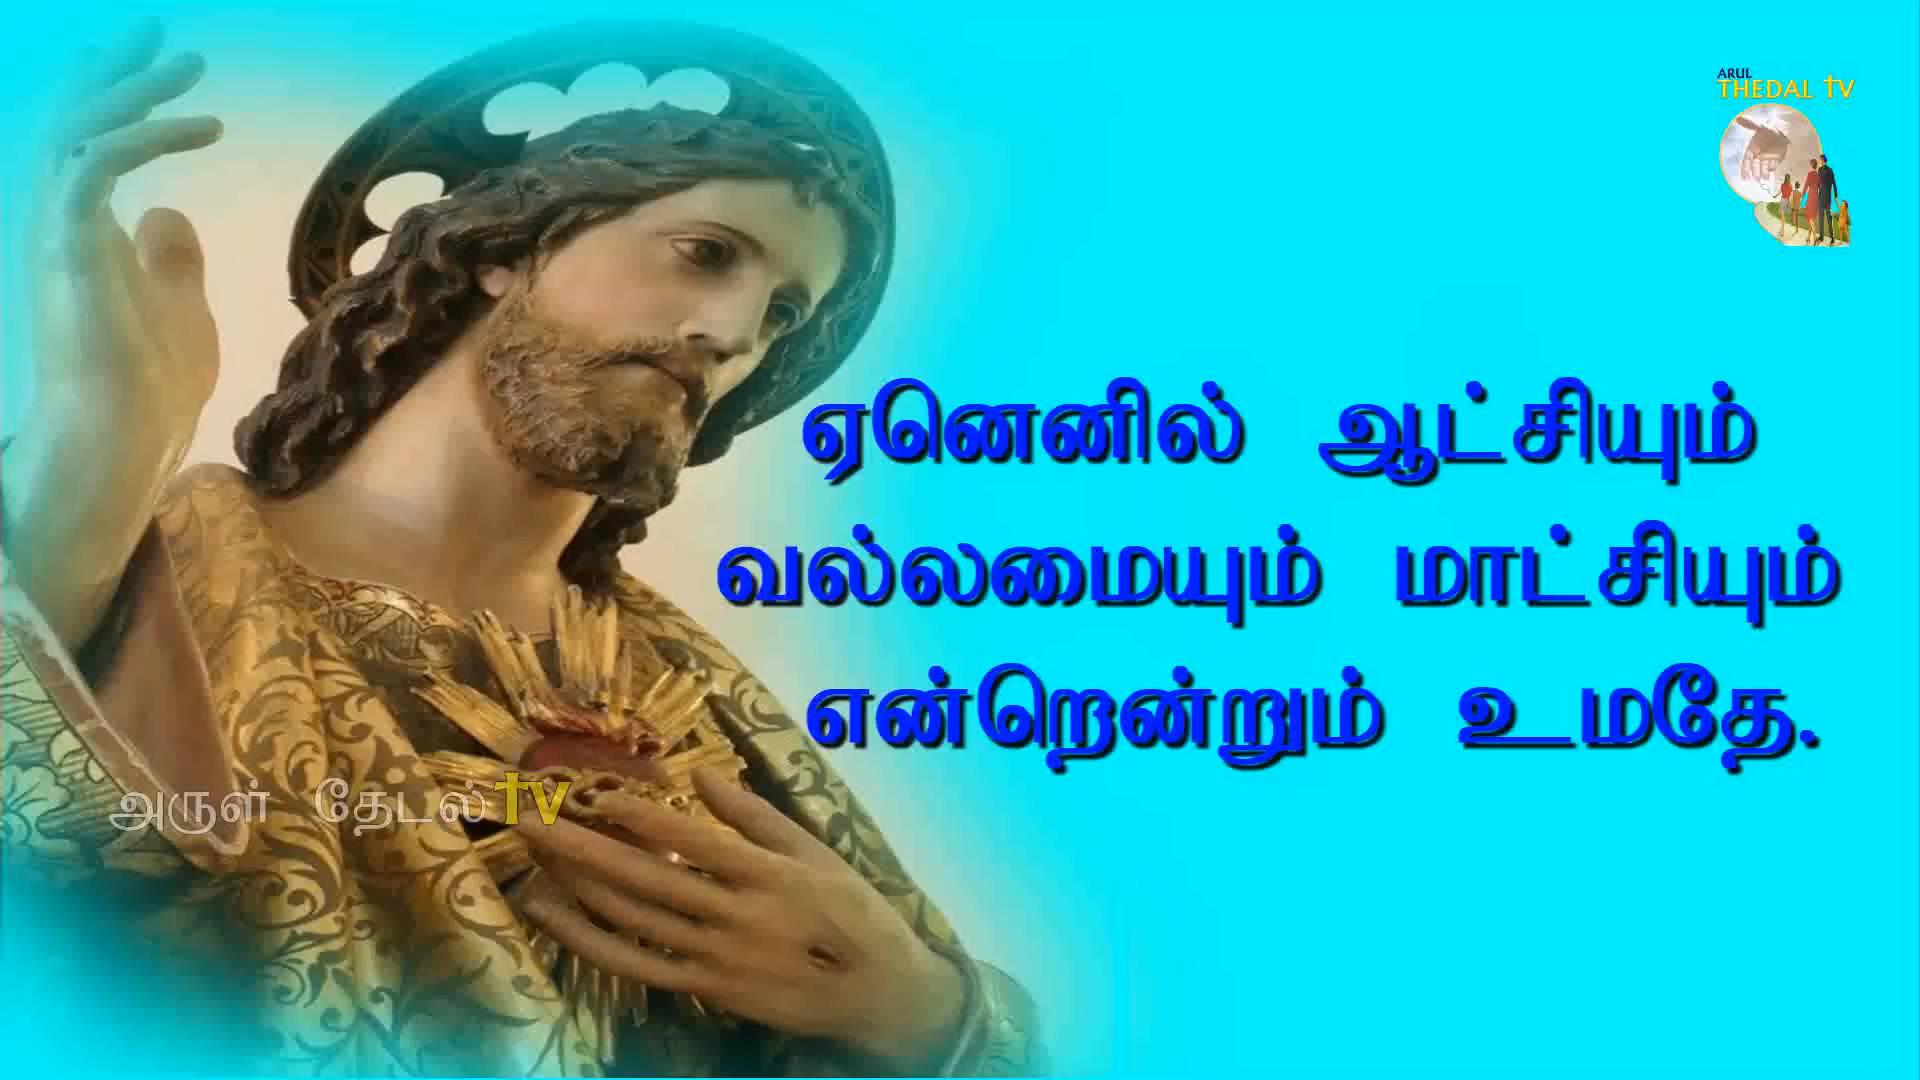 ARUL
THEDAL TV
ஏனெனில் ஆட்சியும்
வல்லமையும் மாட்சியும்
என்றென்றும் உமதே.
அருள் தேடல் TV